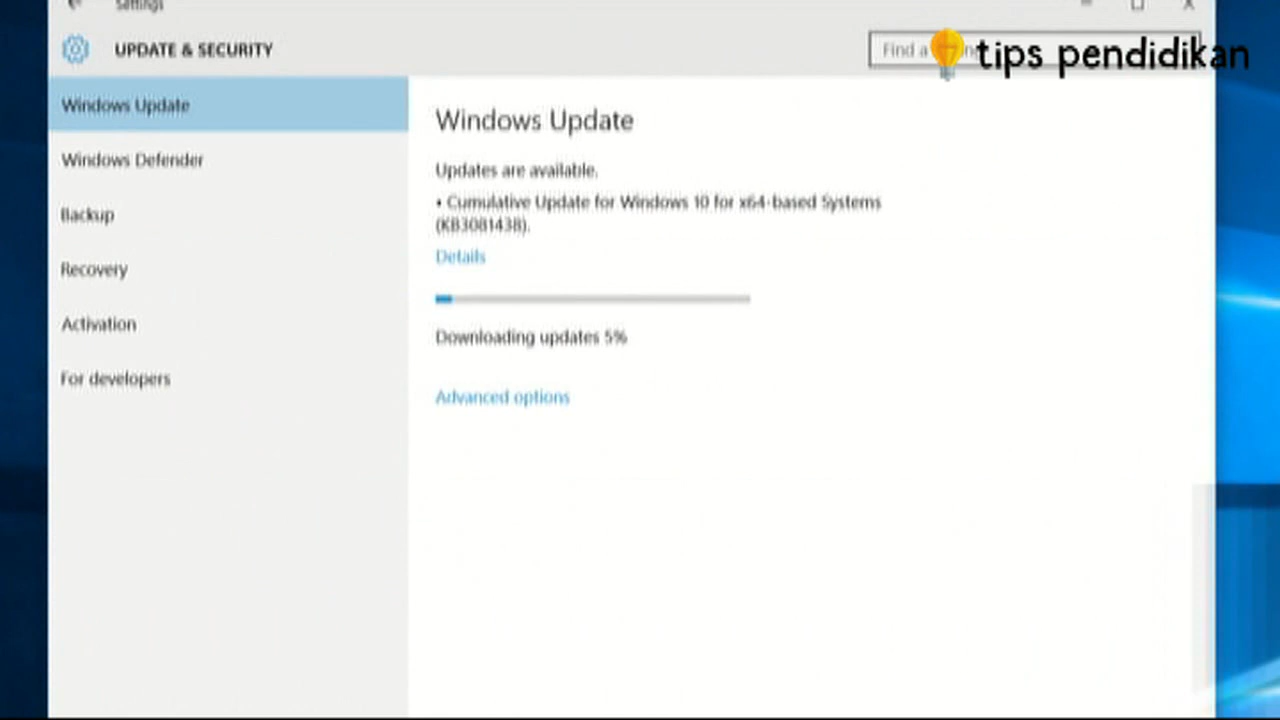 Settings
UPDATE & SECURITY
Find a
tips pendidikan
Windows Update
Windows Defender
Backup
Recovery
Activation
For developers
Windows Update
Updates are available.
• Cumulative Update for Windows 10 for x64-based Systems
(KB3081438).
Details
Downloading updates 5%
Advanced options